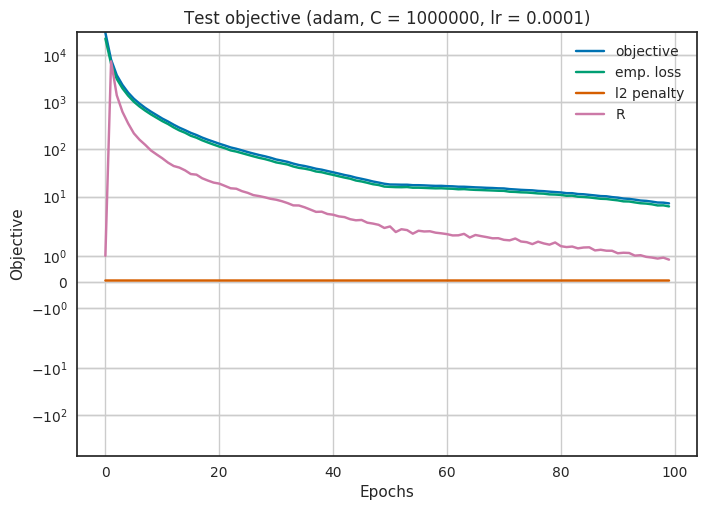 Test objective (adam, C = 1000000, lr = 0.0001)
objective
emp. loss
l2 penalty
R
Objective
10⁴
10³
10²
10¹
10⁰
0
−10⁰
−10¹
−10²
0 20 40 60 80 100
Epochs